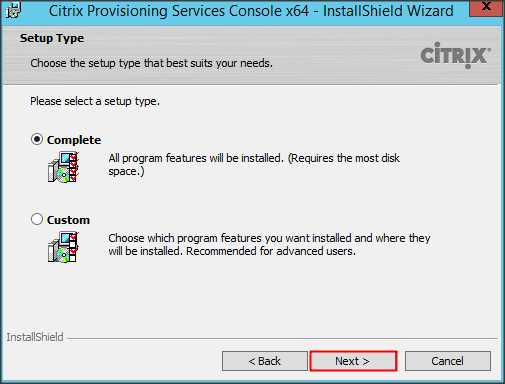 Citrix Provisioning Services Console x64 - InstallShield Wizard
Setup Type
Choose the setup type that best suits your needs.
CITRIX
Please select a setup type.
Complete
All program features will be installed. (Requires the most disk
space.)
Custom
Choose which program features you want installed and where they
will be installed. Recommended for advanced users.
InstallShield
< Back
Next >
Cancel